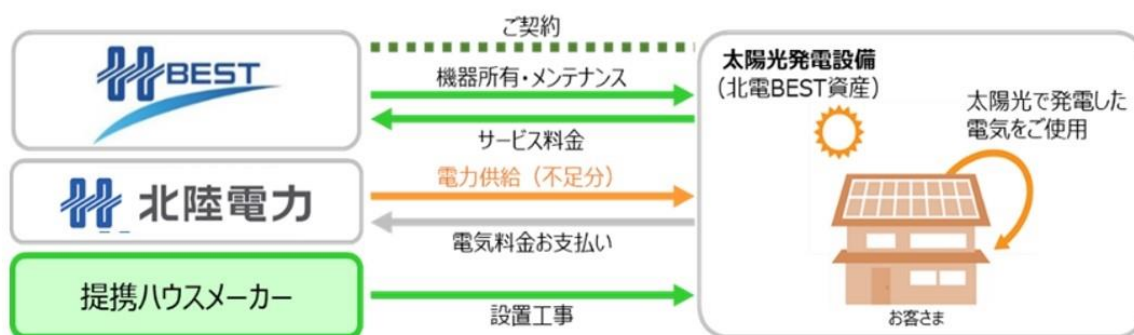 BEST
ご契約
機器所有・メンテナンス
サービス料金
北陸電力
電力供給（不足分）
電気料金お支払い
提携ハウスメーカー
設置工事
太陽光発電設備
（北電BEST資産）
太陽光で発電した
電気をご使用
お客さま